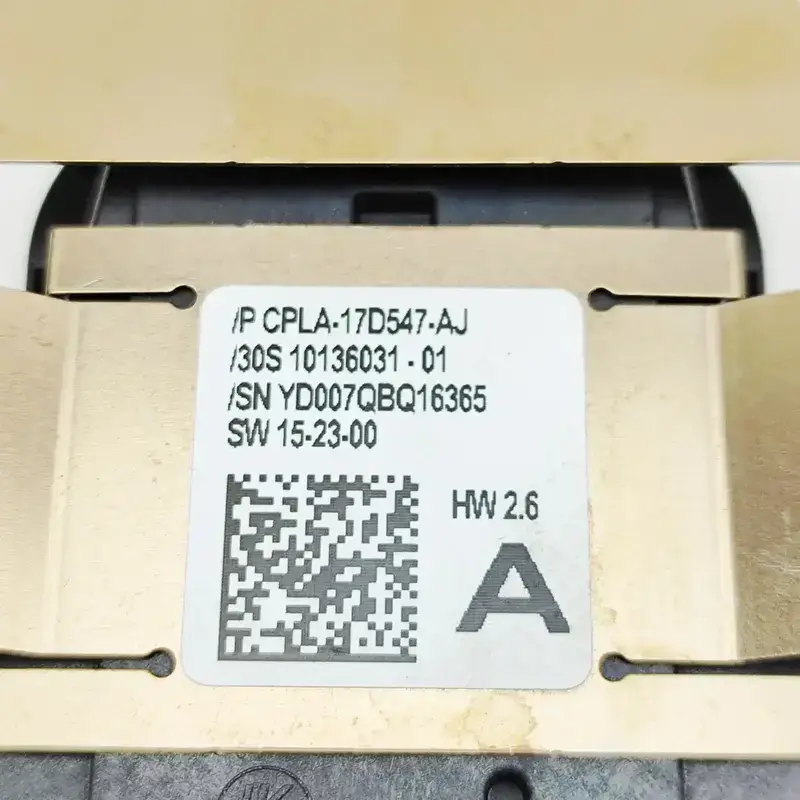 /P CPLA-17D547-AJ
/30S 10136031 - 01
/SN YD007QBQ16365
SW 15-23-00
HW 2.6
A